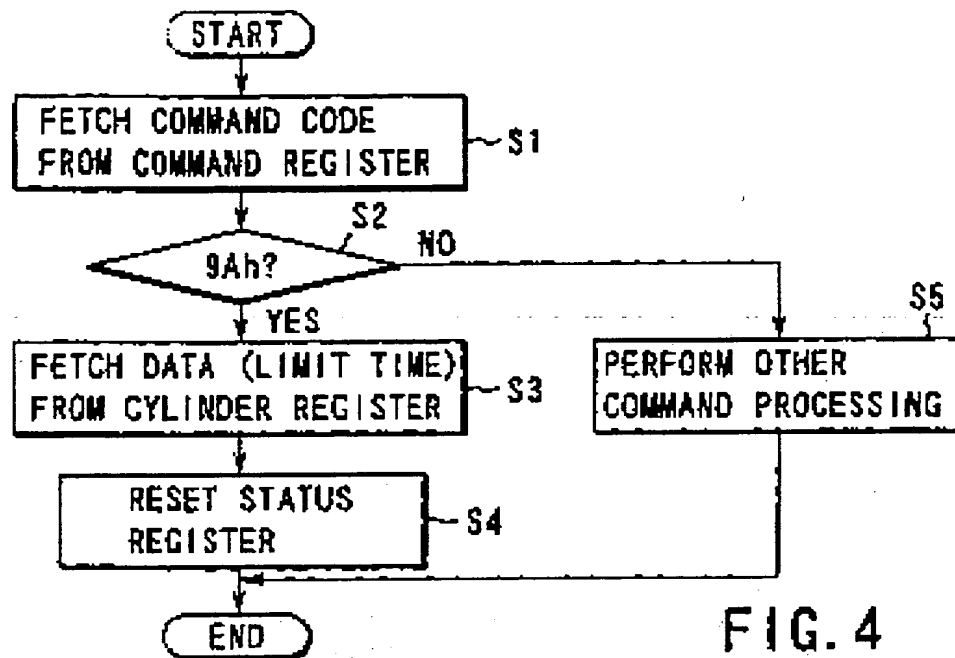 START
FETCH COMMAND CODE
FROM COMMAND REGISTER
S1
S2
9Ah?
NO
YES
S5
FETCH DATA (LIMIT TIME)
FROM CYLINDER REGISTER
S3
PERFORM OTHER
COMMAND PROCESSING
RESET STATUS
REGISTER
S4
END
FIG. 4